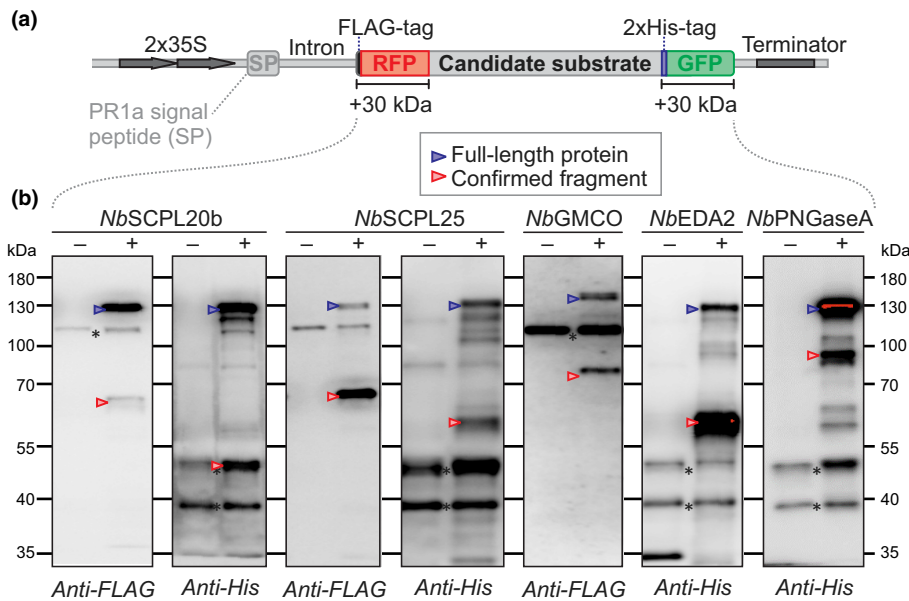 (a)
FLAG-tag
2xHis-tag
2x35S
Intron
Terminator
SP
RFP
Candidate substrate
GFP
+30 kDa
+30 kDa
PR1a signal
peptide (SP)
Full-length protein
Confirmed fragment
(b)
NbSCPL20b
NbSCPL25
NbGMCO
NbEDA2
NbPNGaseA
kDa
– + – + – + – + – + – + – +
kDa
180
130
100
70
55
40
35
*
*
*
*
*
*
*
*
*
*
180
130
100
70
55
40
35
Anti-FLAG
Anti-His
Anti-FLAG
Anti-His
Anti-FLAG
Anti-His
Anti-His